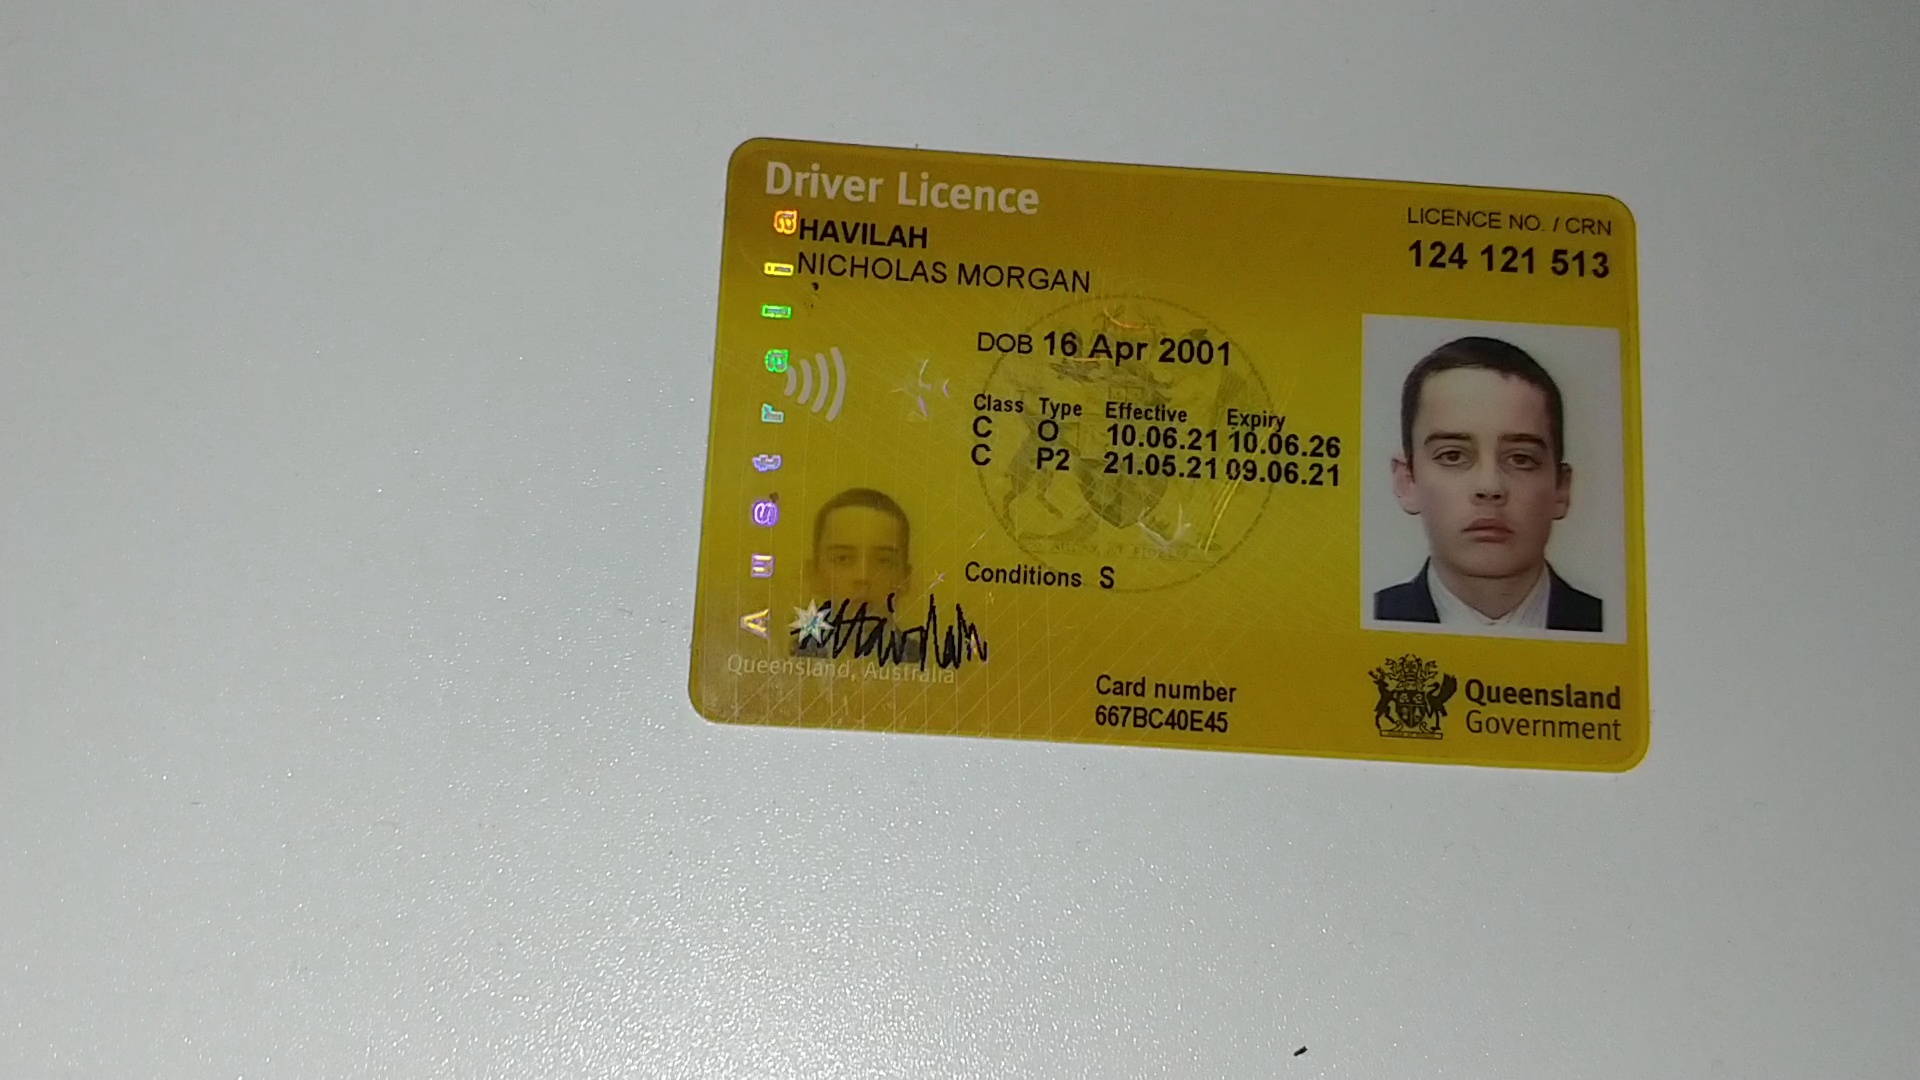 Driver Licence
HAVILAH
NICHOLAS MORGAN
LICENCE NO. / CRN
124 121 513
DOB 16 Apr 2001
Class Type Effective Expiry
C O 10.06.21 10.06.26
C P2 21.05.21 09.06.21
Conditions S
Australia
Queensland, Australia
Card number
667BC40E45
Queensland
Government